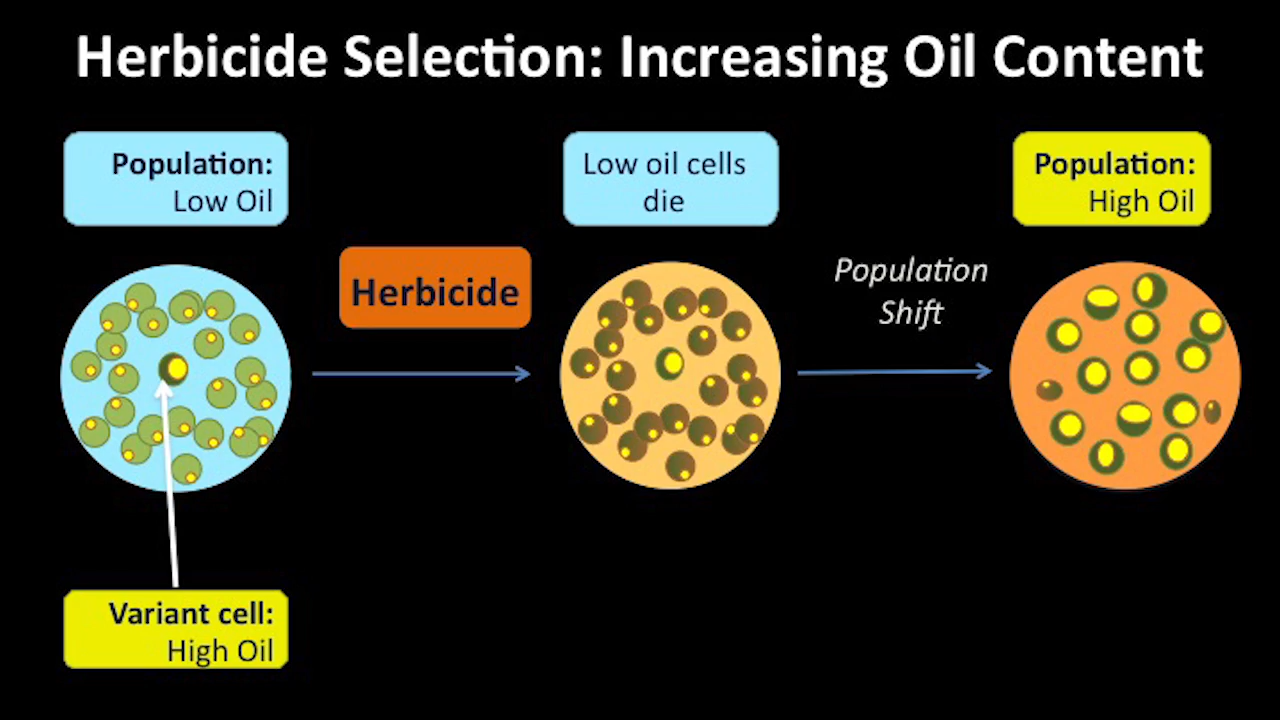 Herbicide Selection: Increasing Oil Content
Population:
Low Oil
Low oil cells
die
Population:
High Oil
Herbicide
Population
Shift
Variant cell:
High Oil